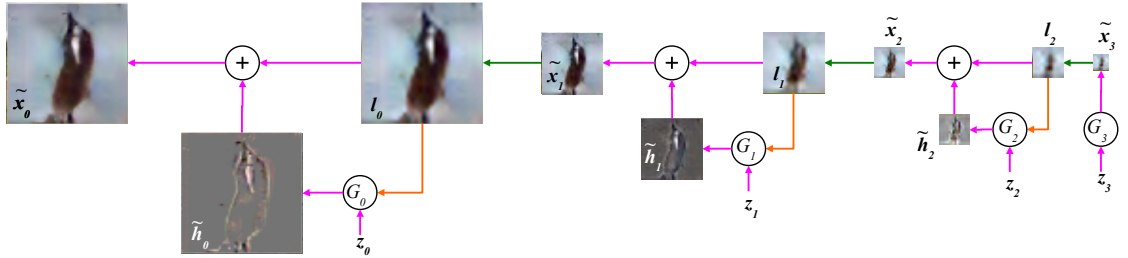 x̃₀
+
l₀
h̃₀
G₀
z₀
x̃₁
+
l₁
h̃₁
G₁
z₁
x̃₂
+
l₂
x̃₃
h̃₂
G₂
G₃
z₂
z₃